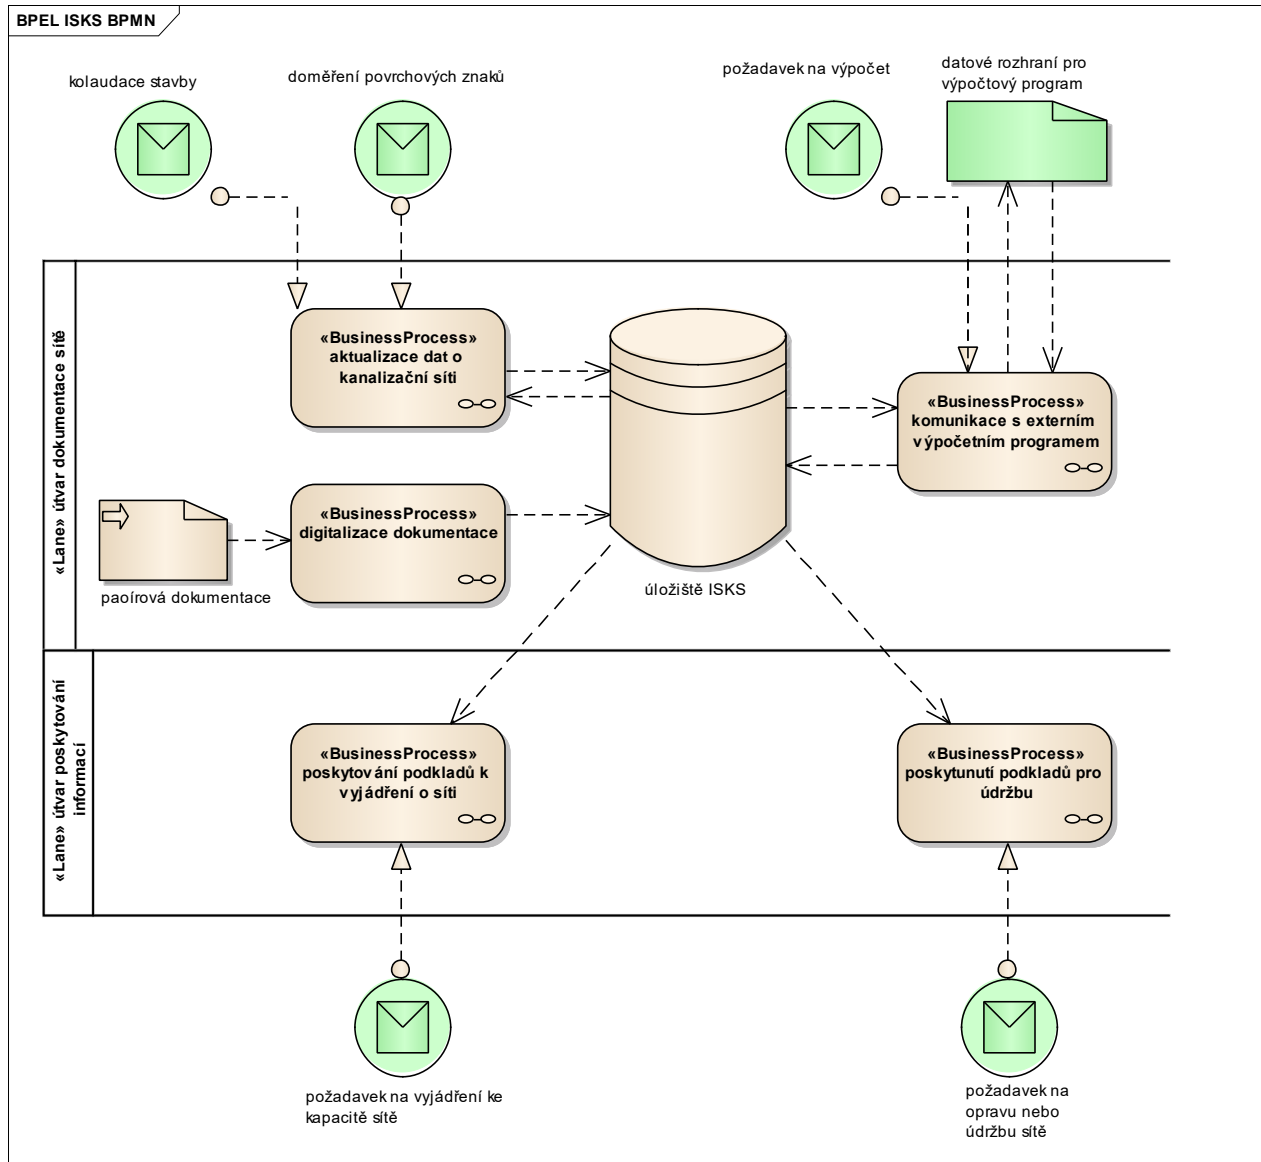 BPEL ISKS BPMN
kolaudace stavby
doměření povrchových znaků
požadavek na výpočet
datové rozhraní pro
výpočtový program
«Lane» útvar dokumentace sítě
«BusinessProcess»
aktualizace dat o
kanalizační síti
«BusinessProcess»
komunikace s externím
výpočetním programem
«BusinessProcess»
digitalizace dokumentace
paoírová dokumentace
úložiště ISKS
«Lane» útvar poskytování
informací
«BusinessProcess»
poskytování podkladů k
vyjádření o síti
«BusinessProcess»
poskytunutí podkladů pro
údržbu
požadavek na vyjádření ke
kapacitě sítě
požadavek na
opravu nebo
údržbu sítě